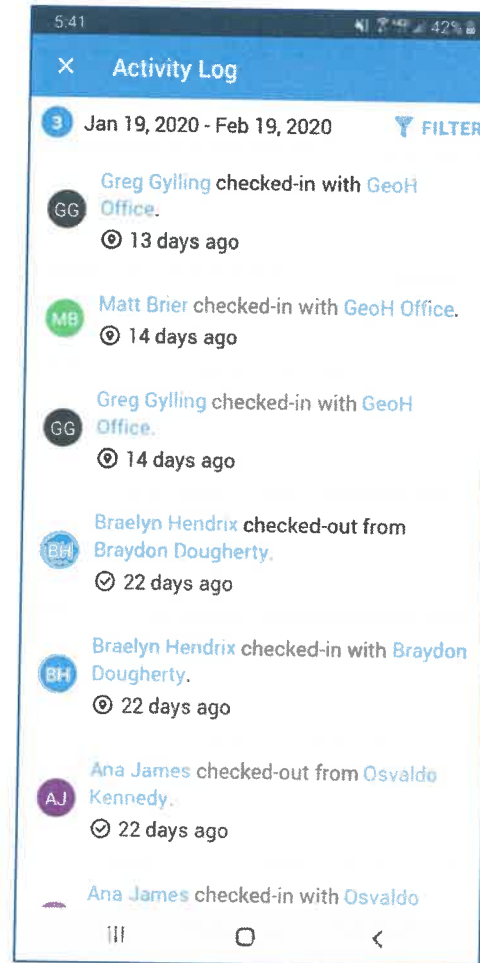 5:41
42%
Activity Log
3 Jan 19, 2020 - Feb 19, 2020 FILTER
Greg Gylling checked-in with GeoH
GG Office.
13 days ago
MB Matt Brier checked-in with GeoH Office.
14 days ago
Greg Gylling checked-in with GeoH
GG Office.
14 days ago
Braelyn Hendrix checked-out from
BH Braydon Dougherty.
22 days ago
Braelyn Hendrix checked-in with Braydon
BH Dougherty.
22 days ago
Ana James checked-out from Osvaldo
AJ Kennedy.
22 days ago
Ana James checked-in with Osvaldo